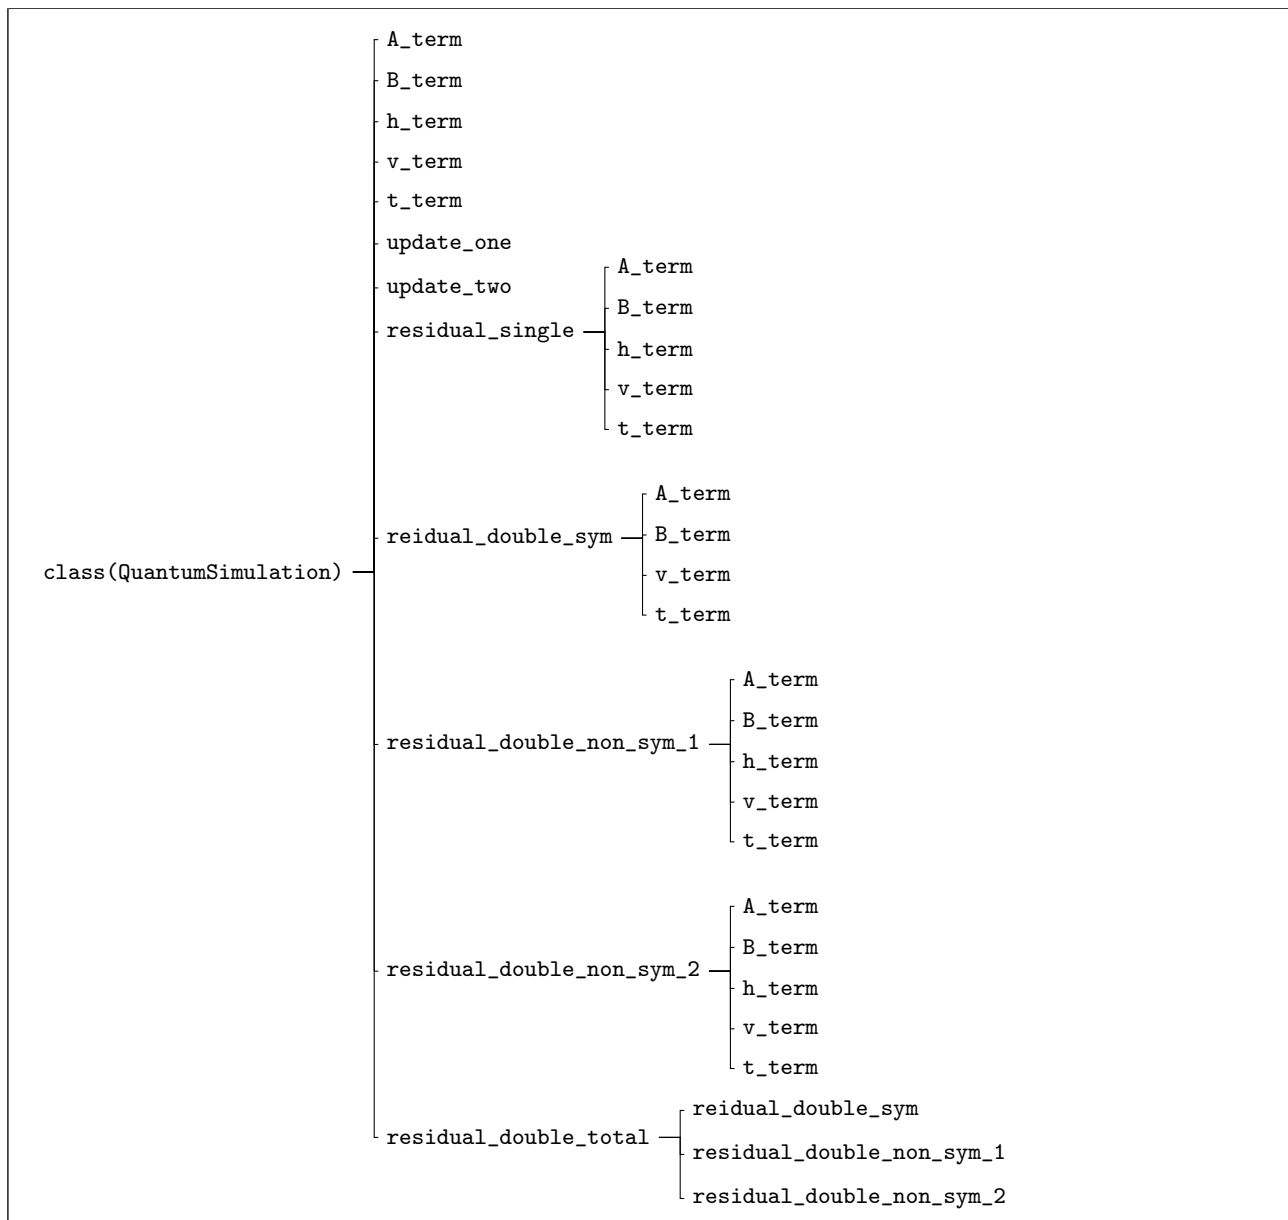 A_term
B_term
h_term
v_term
t_term
update_one
A_term
update_two
B_term
residual_single
h_term
v_term
t_term
A_term
reidual_double_sym
B_term
class(QuantumSimulation)
v_term
t_term
A_term
B_term
residual_double_non_sym_1
h_term
v_term
t_term
A_term
B_term
residual_double_non_sym_2
h_term
v_term
t_term
reidual_double_sym
residual_double_total
residual_double_non_sym_1
residual_double_non_sym_2